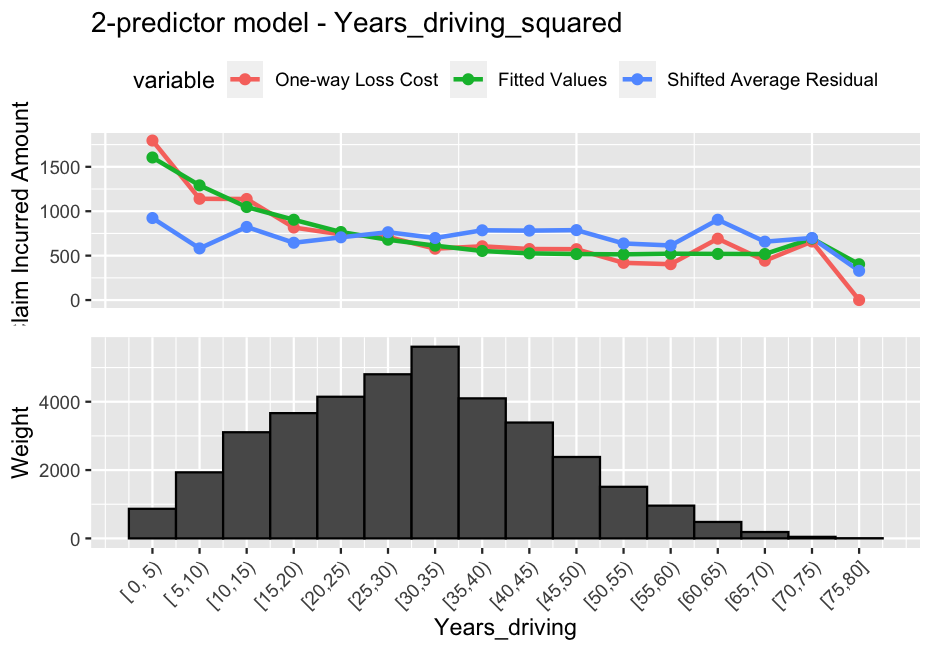 2-predictor model - Years_driving_squared
variable One-way Loss Cost Fitted Values Shifted Average Residual
laim Incurred Amount
1500
1000
500
0
Weight
4000
2000
0
[ 0, 5) [ 5,10) [10,15) [15,20) [20,25) [25,30) [30,35) [35,40) [40,45) [45,50) [50,55) [55,60) [60,65) [65,70) [70,75) [75,80]
Years_driving